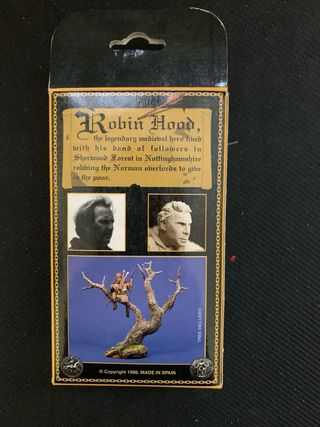 Robin Hood,
the legendary medieval hero lived
with his band of followers in
Sherwood Forest in Nottinghamshire
robbing the Norman overlords to give
to the poor.
TREE INCLUDED
© Copyright 1998. MADE IN SPAIN